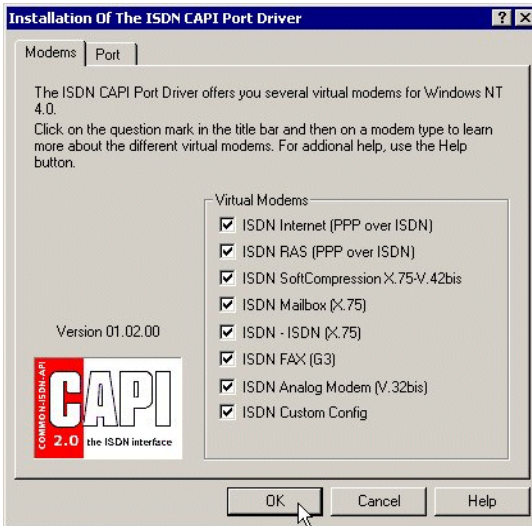 Installation Of The ISDN CAPI Port Driver
Modems Port
The ISDN CAPI Port Driver offers you several virtual modems for Windows NT
4.0.
Click on the question mark in the title bar and then on a modem type to learn
more about the different virtual modems. For addional help, use the Help
button.
Virtual Modems
ISDN Internet (PPP over ISDN)
ISDN RAS (PPP over ISDN)
ISDN SoftCompression X.75-V.42bis
ISDN Mailbox (X.75)
ISDN - ISDN (X.75)
ISDN FAX (G3)
ISDN Analog Modem (V.32bis)
ISDN Custom Config
Version 01.02.00
COMMON-ISDN-API
CAPI
2.0 the ISDN interface
OK Cancel Help